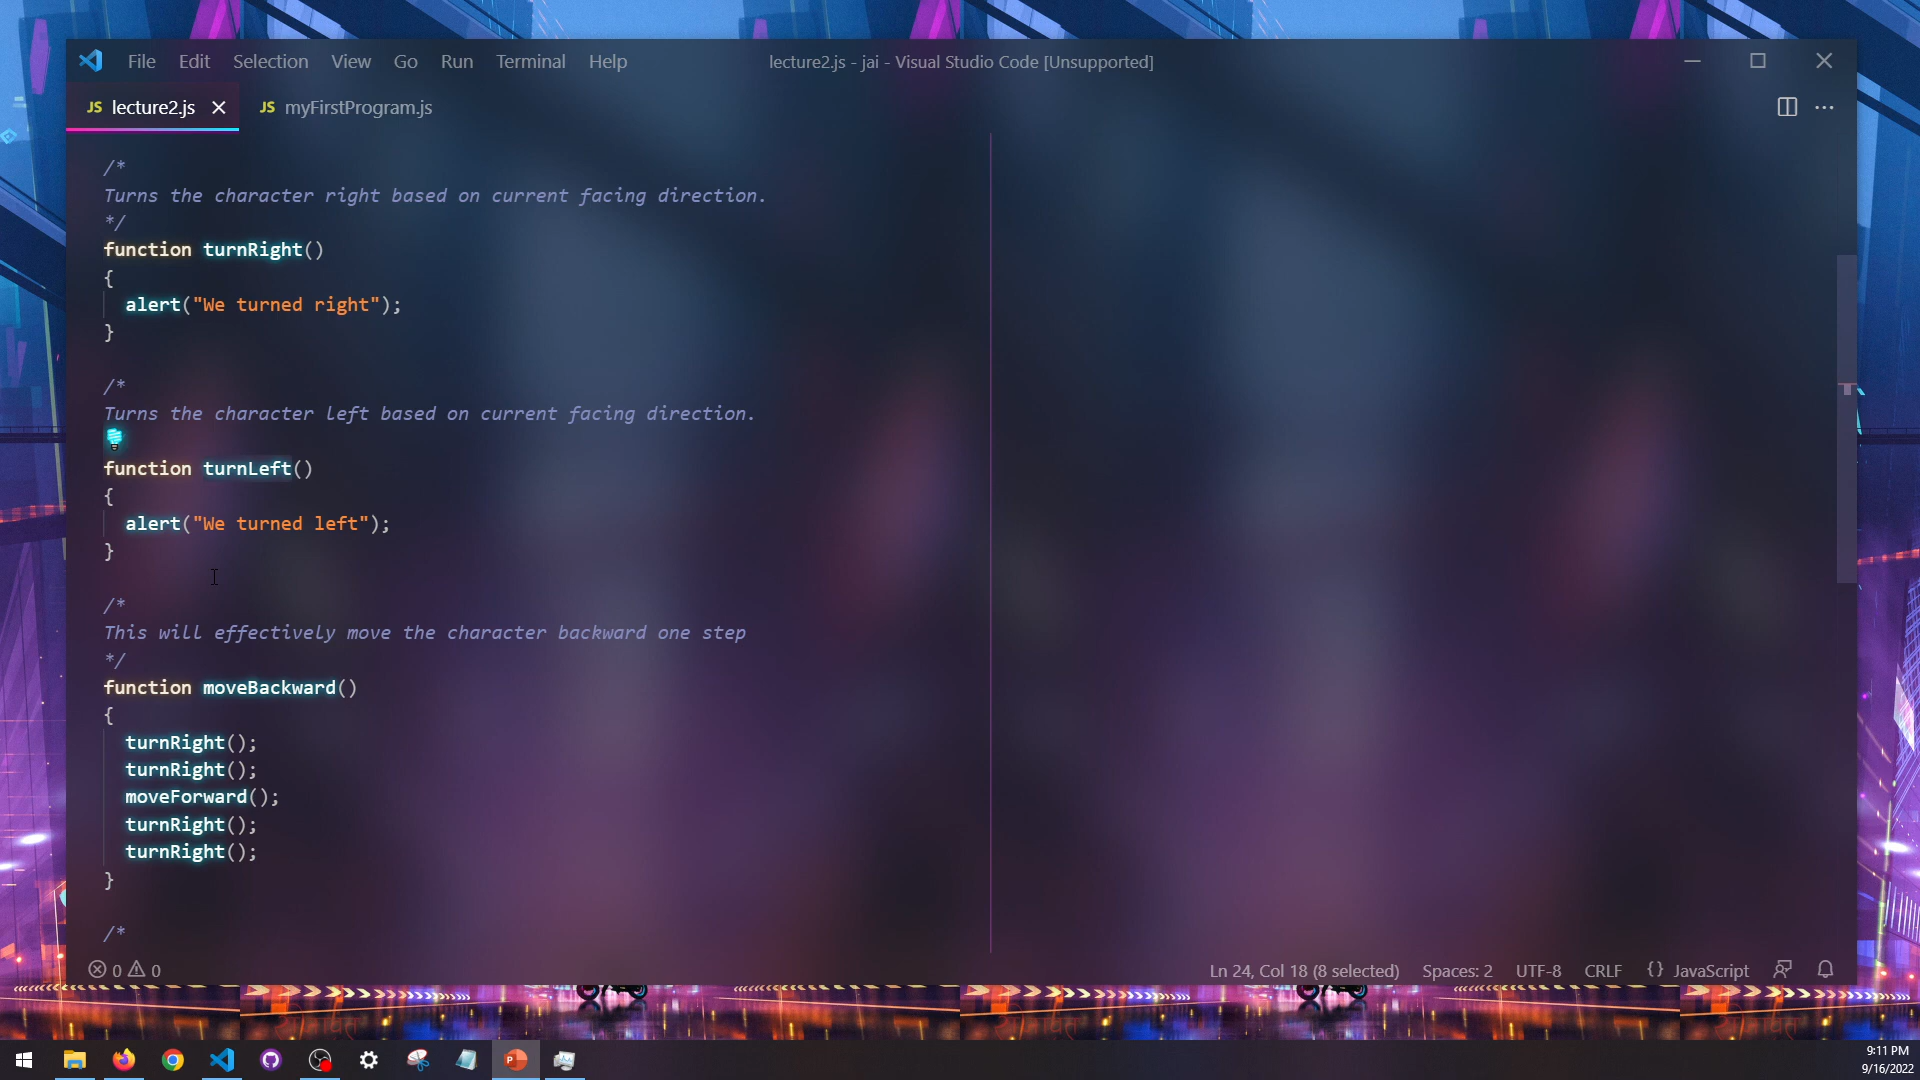 File Edit Selection View Go Run Terminal Help lecture2.js - jai - Visual Studio Code [Unsupported]
JS lecture2.js JS myFirstProgram.js
/*
Turns the character right based on current facing direction.
*/
function turnRight()
{
alert("We turned right");
}
/*
Turns the character left based on current facing direction.
function turnLeft()
{
alert("We turned left");
}
/*
This will effectively move the character backward one step
*/
function moveBackward()
{
turnRight();
turnRight();
moveForward();
turnRight();
turnRight();
}
/*
0 0 Ln 24, Col 18 (8 selected) Spaces: 2 UTF-8 CRLF {} JavaScript
9:11 PM
9/16/2022